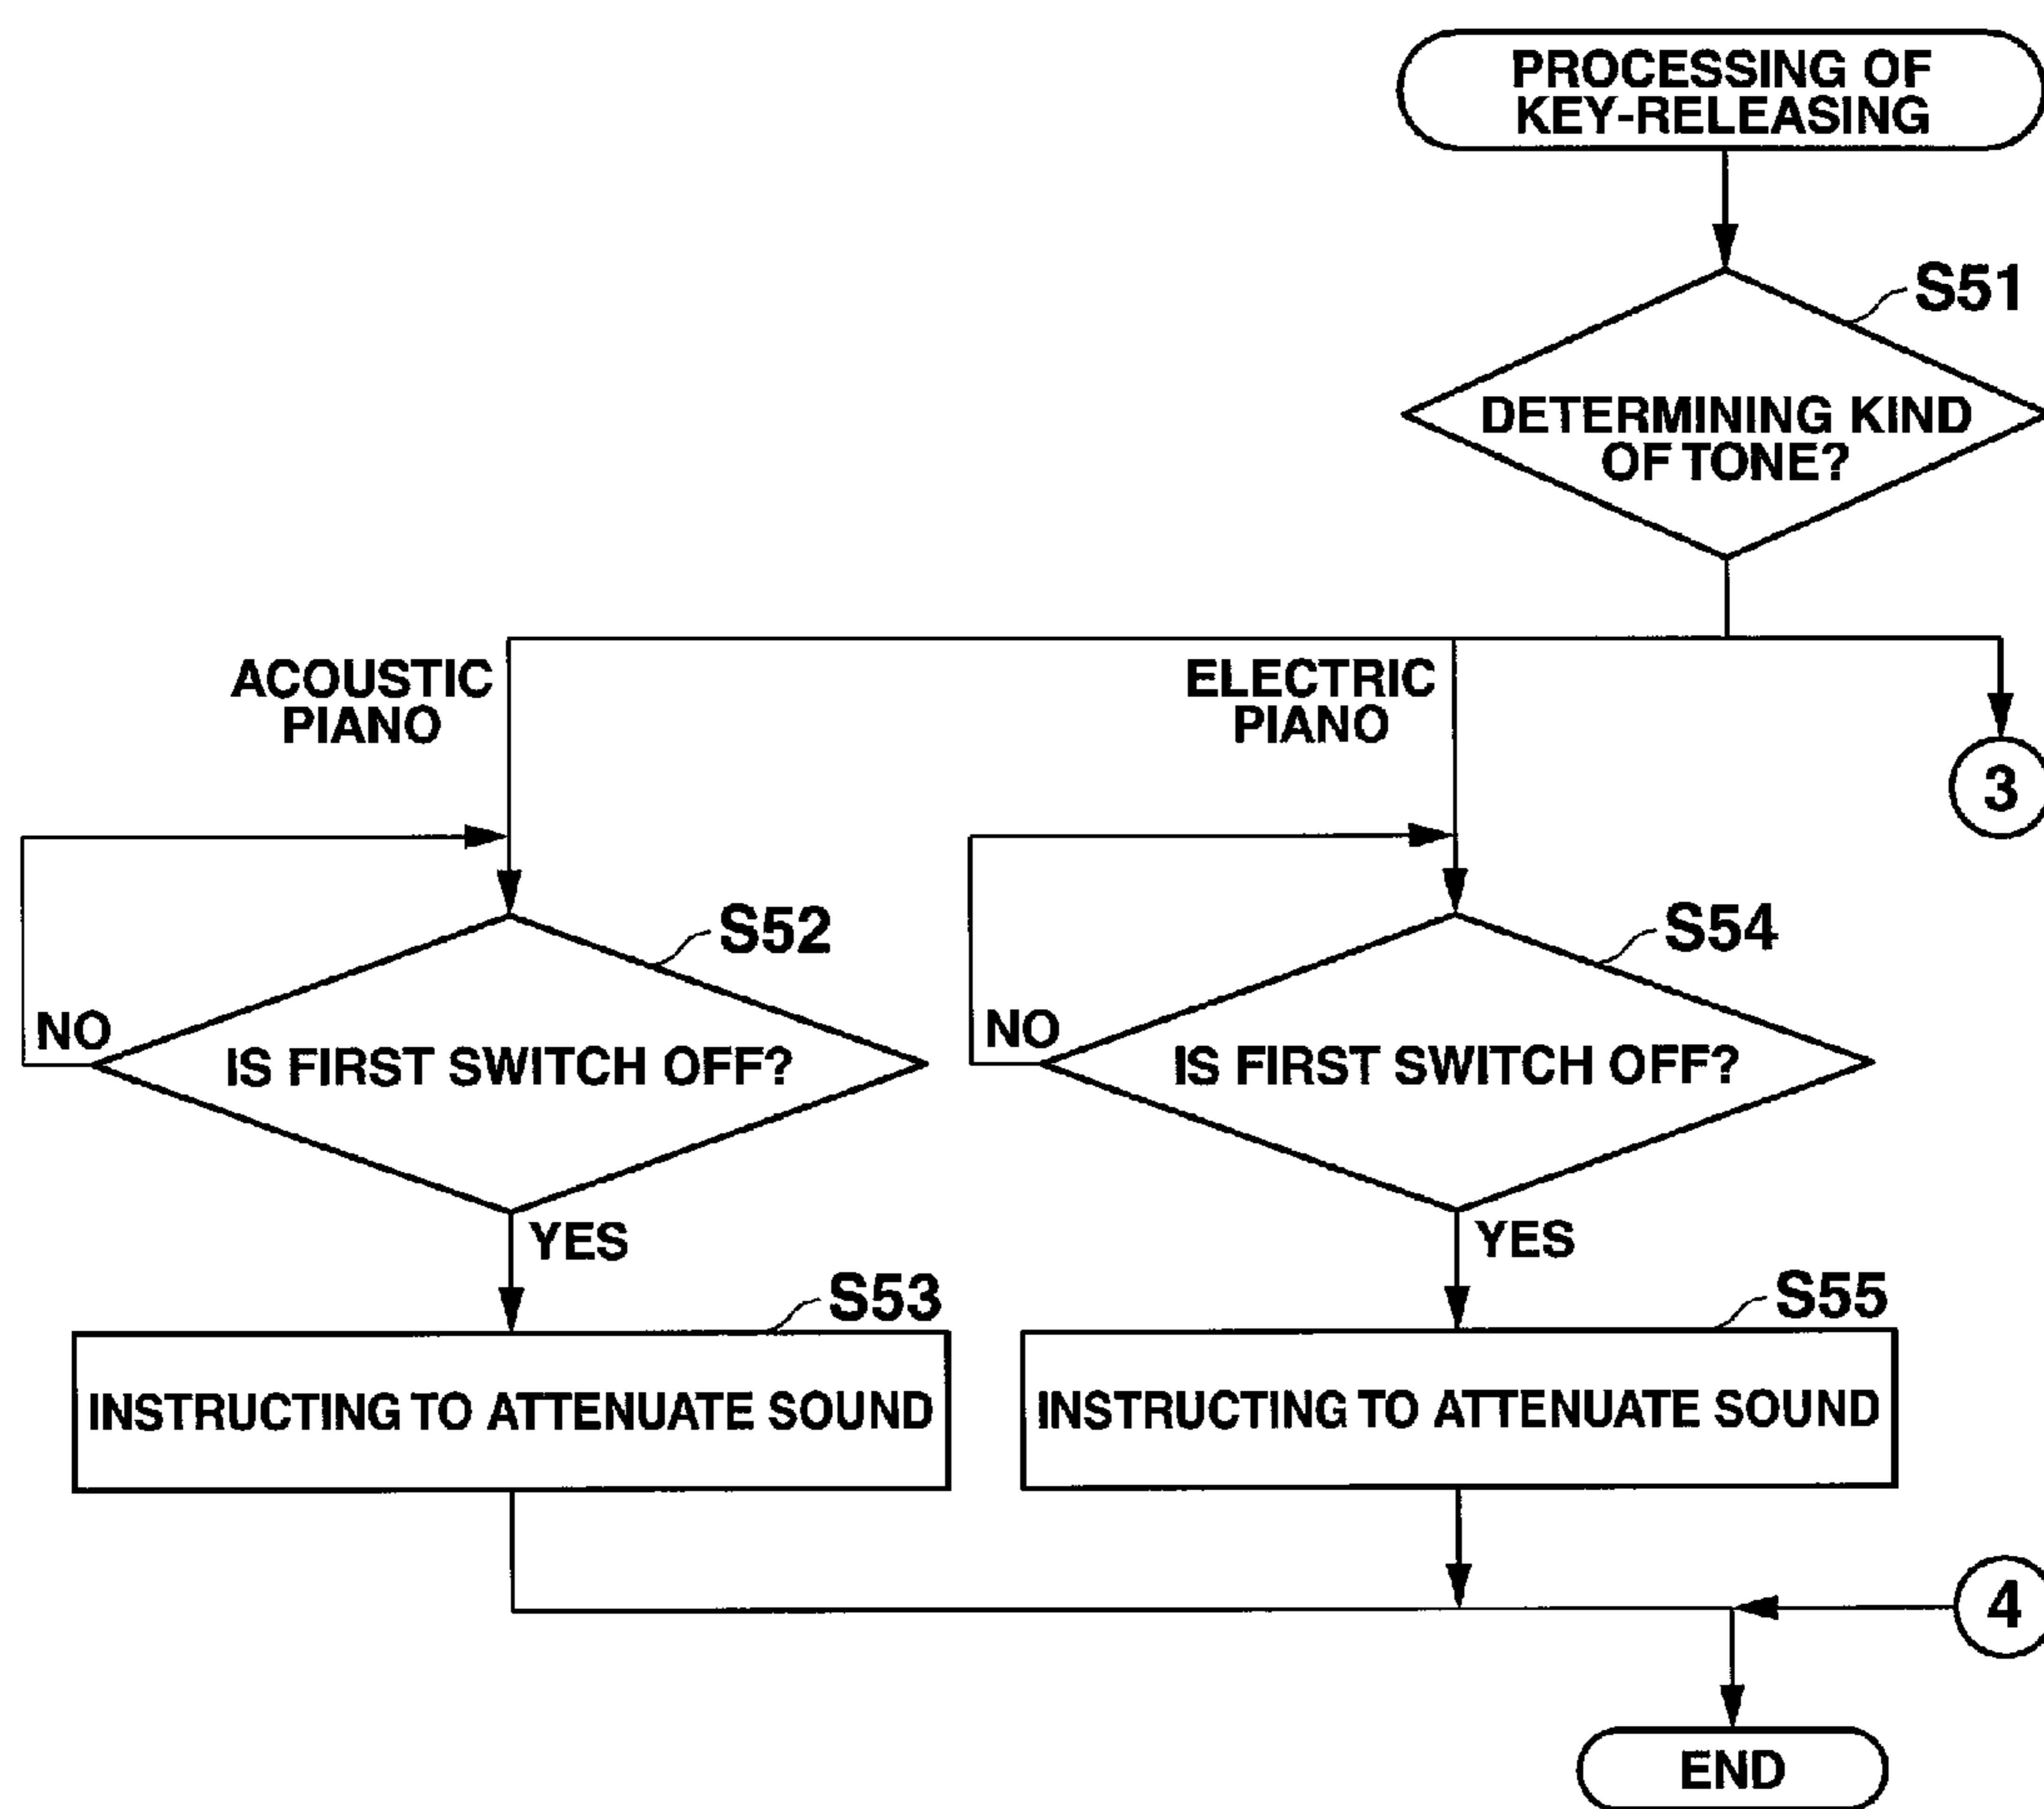 PROCESSING OF
KEY-RELEASING
S51
DETERMINING KIND
OF TONE?
ACOUSTIC
PIANO
ELECTRIC
PIANO
3
S52
S54
NO
IS FIRST SWITCH OFF?
NO
IS FIRST SWITCH OFF?
YES
YES
S53
S55
INSTRUCTING TO ATTENUATE SOUND
INSTRUCTING TO ATTENUATE SOUND
4
END